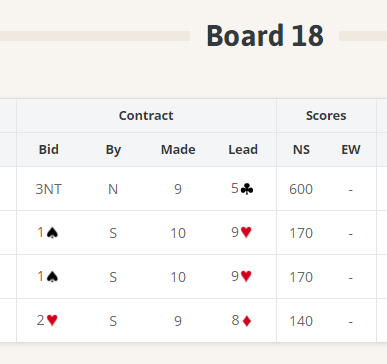 Board 18
Contract Scores
Bid By Made Lead NS EW
3NT N 9 5♣ 600 -
1♠ S 10 9♥ 170 -
1♠ S 10 9♥ 170 -
2♥ S 9 8♦ 140 -